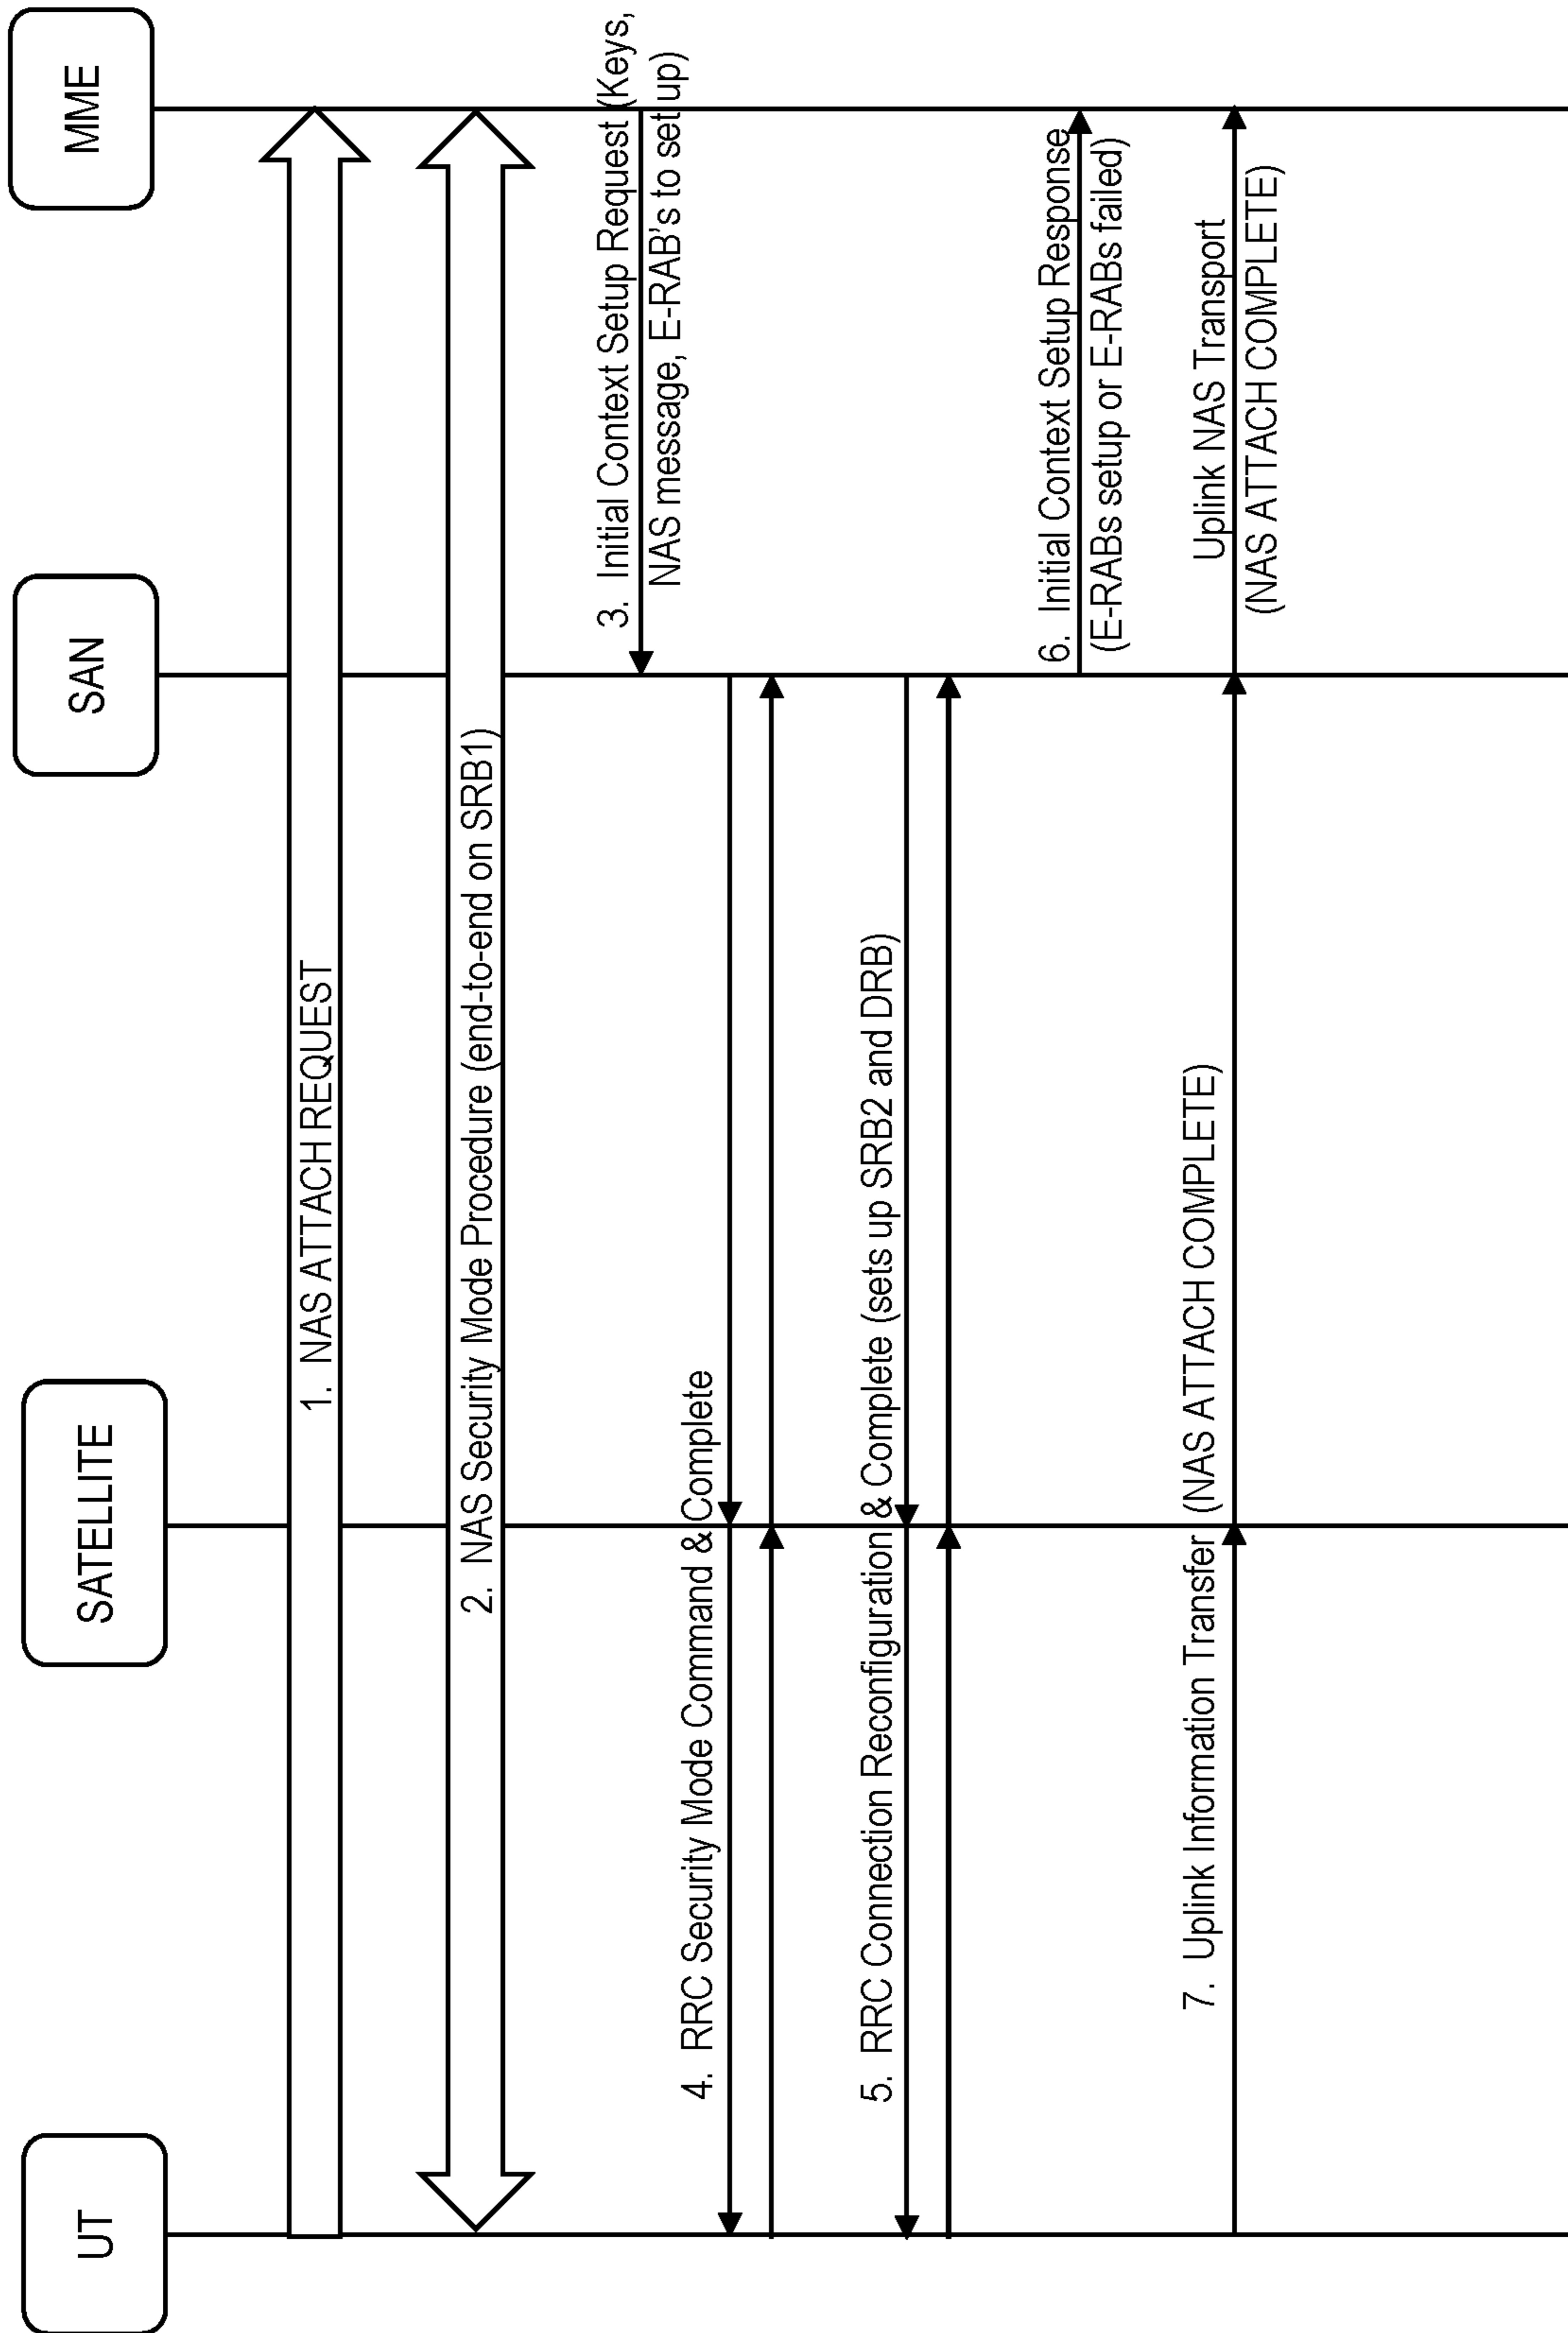 UT
SATELLITE
SAN
MME
1. NAS ATTACH REQUEST
2. NAS Security Mode Procedure (end-to-end on SRB1)
3. Initial Context Setup Request (Keys,
NAS message, E-RAB's to set up)
4. RRC Security Mode Command & Complete
5. RRC Connection Reconfiguration & Complete (sets up SRB2 and DRB)
6. Initial Context Setup Response
(E-RABs setup or E-RABs failed)
7. Uplink Information Transfer (NAS ATTACH COMPLETE)
Uplink NAS Transport
(NAS ATTACH COMPLETE)